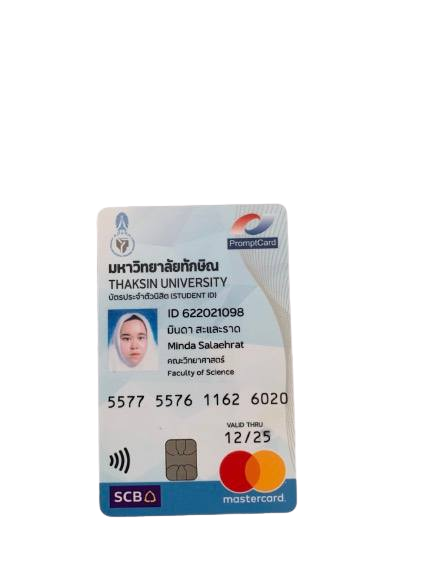 PromptCard
มหาวิทยาลัยทักษิณ
THAKSIN UNIVERSITY
บัตรประจำตัวนิสิต (STUDENT ID)
ID 622021098
มินดา สะและราด
Minda Salaehrat
คณะวิทยาศาสตร์
Faculty of Science
5577 5576 1162 6020
VALID THRU
12/25
SCB
mastercard.